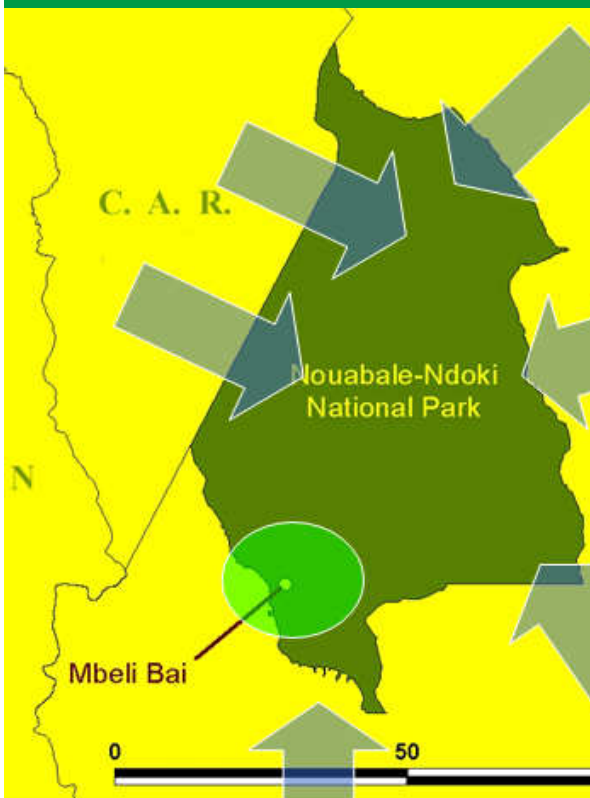 C. A. R.
Nouabale-Ndoki
National Park
N
Mbeli Bai
0 50